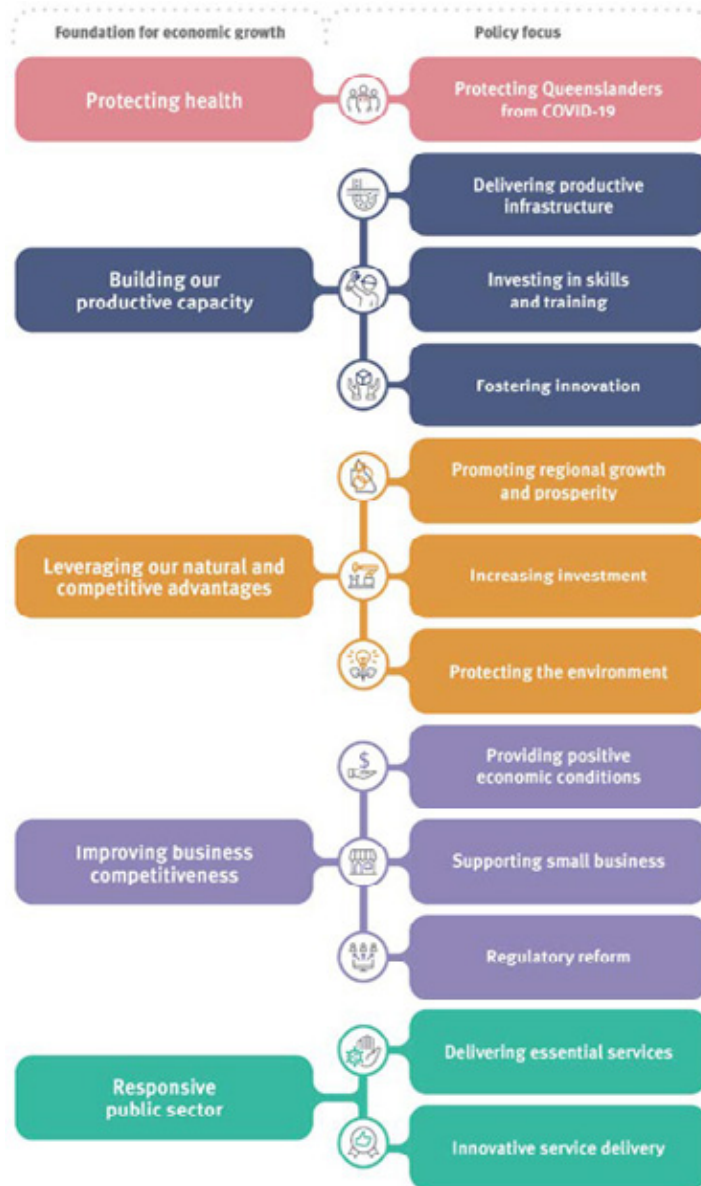 Foundation for economic growth
Policy focus
Protecting health
Protecting Queenslanders
from COVID-19
Building our
productive capacity
Delivering productive
infrastructure
Investing in skills
and training
Fostering innovation
Leveraging our natural and
competitive advantages
Promoting regional growth
and prosperity
Increasing investment
Protecting the environment
Improving business
competitiveness
Providing positive
economic conditions
Supporting small business
Regulatory reform
Responsive
public sector
Delivering essential services
Innovative service delivery